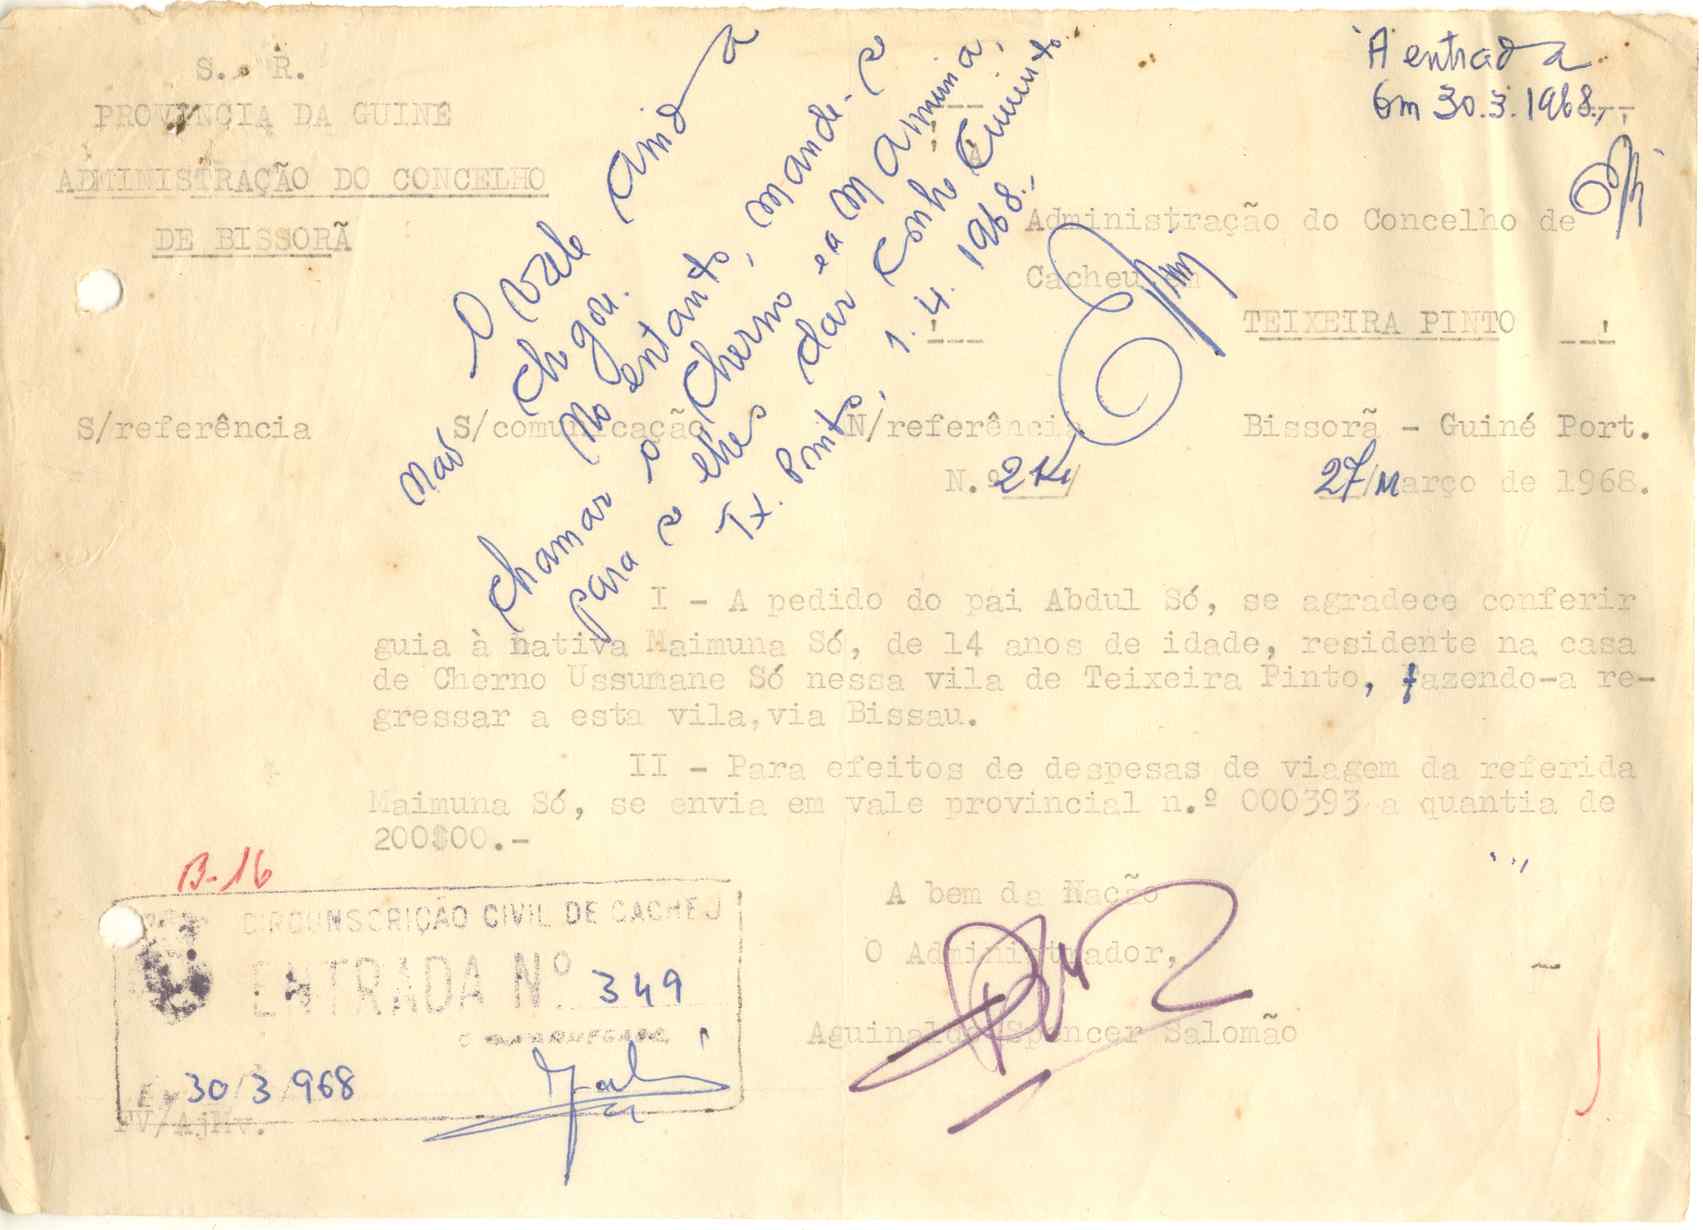 S. R.
PROVINCIA DA GUINÉ
ADMINISTRAÇÃO DO CONCELHO
DE BISSORÃ
À entrada
Em 30.3.1968.
À
Administração do Concelho de
Cacheu em
TEIXEIRA PINTO
O vale ainda
não chegou.
No entanto, mande-se
chamar o Cherno e a Maimuna,
para se lhes dar conhecimento.
Tx. Pinto, 1.4.1968.
S/referência S/comunicação N/referência Bissorã - Guiné Port.
N.º 27/Março de 1968.
I - A pedido do pai Abdul Só, se agradece conferir
guia à nativa Maimuna Só, de 14 anos de idade, residente na casa
de Cherno Ussumane Só nessa vila de Teixeira Pinto, fazendo-a re-
gressar a esta vila,via Bissau.
II - Para efeitos de despesas de viagem da referida
Maimuna Só, se envia em vale provincial n.º 000393 a quantia de
200$00.-
A bem da Nação
O Administrador,
Aguinaldo Spencer Salomão
B-16
CIRCUNSCRIÇÃO CIVIL DE CACHEU
ENTRADA Nº 349
30/3/968